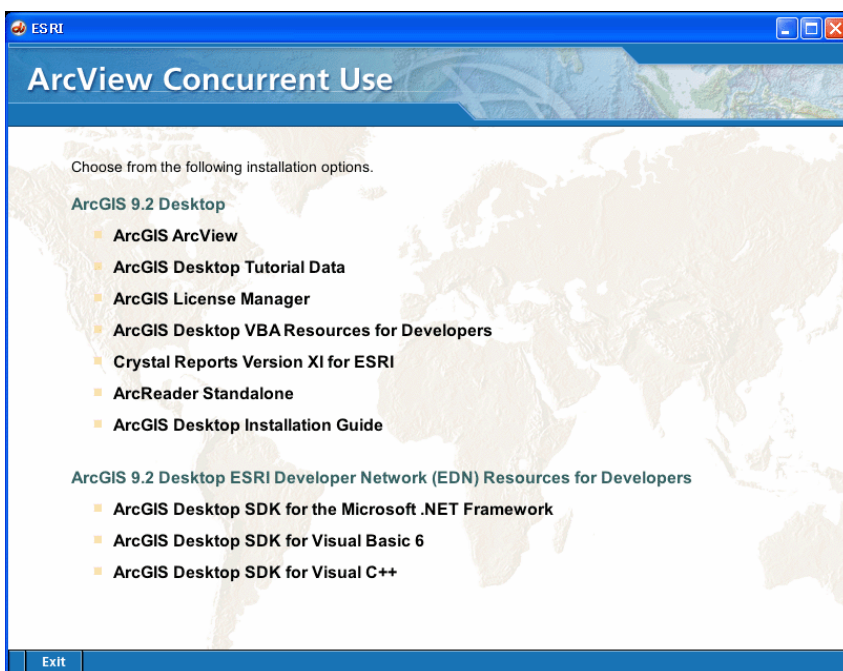 ESRI
ArcView Concurrent Use
Choose from the following installation options.
ArcGIS 9.2 Desktop
ArcGIS ArcView
ArcGIS Desktop Tutorial Data
ArcGIS License Manager
ArcGIS Desktop VBA Resources for Developers
Crystal Reports Version XI for ESRI
ArcReader Standalone
ArcGIS Desktop Installation Guide
ArcGIS 9.2 Desktop ESRI Developer Network (EDN) Resources for Developers
ArcGIS Desktop SDK for the Microsoft .NET Framework
ArcGIS Desktop SDK for Visual Basic 6
ArcGIS Desktop SDK for Visual C++
Exit